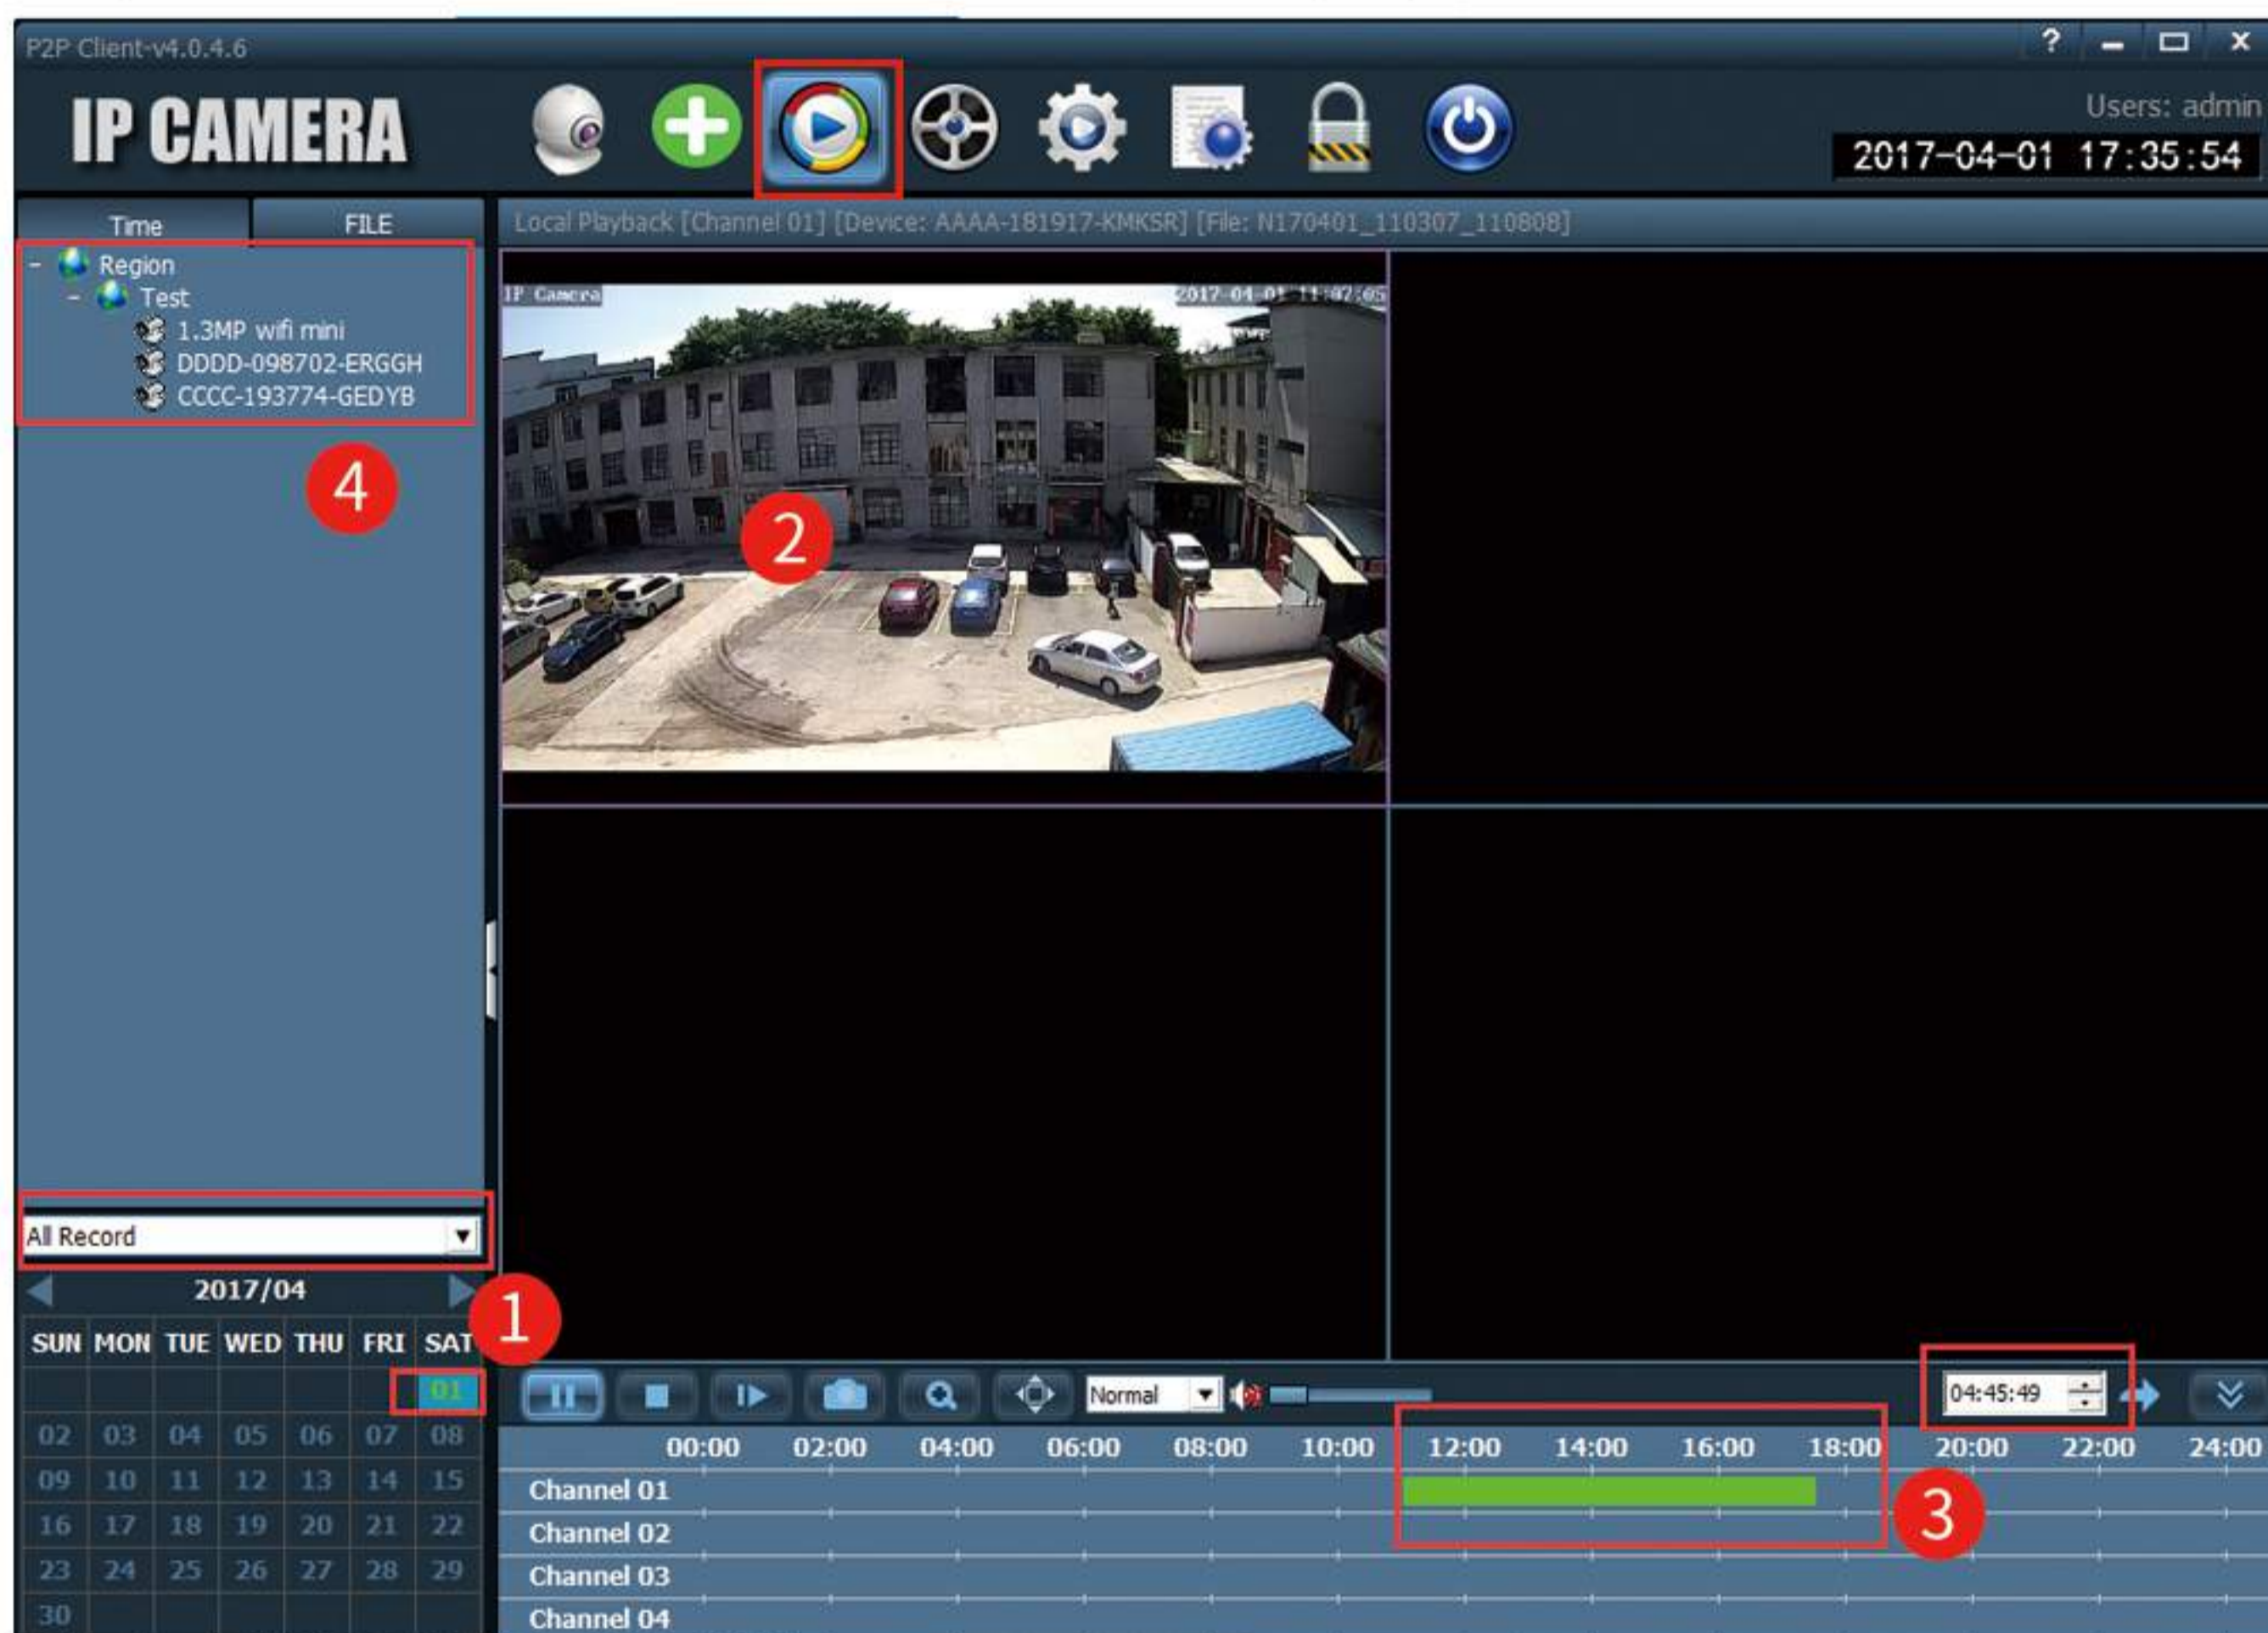 P2P Client-v4.0.4.6
?
IP CAMERA
Users: admin
2017-04-01 17:35:54
Time FILE
Local Playback [Channel 01] [Device: AAAA-181917-KMKSR] [File: N170401_110307_110808]
Region
Test
1.3MP wifi mini
DDDD-098702-ERGGH
CCCC-193774-GEDYB
4
IP Camera 2017-04-01 11:07:05
2
All Record
2017/04
1
SUN MON TUE WED THU FRI SAT
01
02 03 04 05 06 07 08
09 10 11 12 13 14 15
16 17 18 19 20 21 22
23 24 25 26 27 28 29
30
Normal
04:45:49
00:00 02:00 04:00 06:00 08:00 10:00 12:00 14:00 16:00 18:00 20:00 22:00 24:00
Channel 01
Channel 02
Channel 03
Channel 04
3